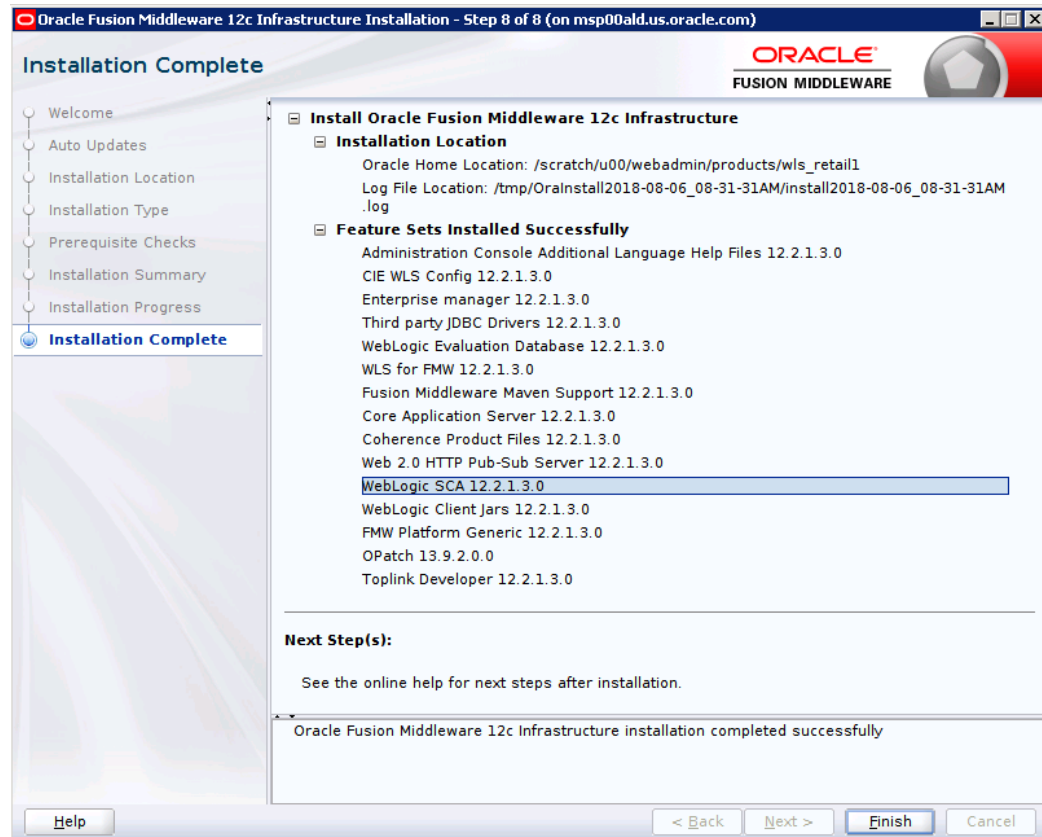 Oracle Fusion Middleware 12c Infrastructure Installation - Step 8 of 8 (on msp00ald.us.oracle.com)
Installation Complete
ORACLE
FUSION MIDDLEWARE
Welcome
Auto Updates
Installation Location
Installation Type
Prerequisite Checks
Installation Summary
Installation Progress
Installation Complete
Install Oracle Fusion Middleware 12c Infrastructure
Installation Location
Oracle Home Location: /scratch/u00/webadmin/products/wls_retail1
Log File Location: /tmp/OraInstall2018-08-06_08-31-31AM/install2018-08-06_08-31-31AM
.log
Feature Sets Installed Successfully
Administration Console Additional Language Help Files 12.2.1.3.0
CIE WLS Config 12.2.1.3.0
Enterprise manager 12.2.1.3.0
Third party JDBC Drivers 12.2.1.3.0
WebLogic Evaluation Database 12.2.1.3.0
WLS for FMW 12.2.1.3.0
Fusion Middleware Maven Support 12.2.1.3.0
Core Application Server 12.2.1.3.0
Coherence Product Files 12.2.1.3.0
Web 2.0 HTTP Pub-Sub Server 12.2.1.3.0
WebLogic SCA 12.2.1.3.0
WebLogic Client Jars 12.2.1.3.0
FMW Platform Generic 12.2.1.3.0
OPatch 13.9.2.0.0
Toplink Developer 12.2.1.3.0
Next Step(s):
See the online help for next steps after installation.
Oracle Fusion Middleware 12c Infrastructure installation completed successfully
Help
< Back
Next >
Finish
Cancel